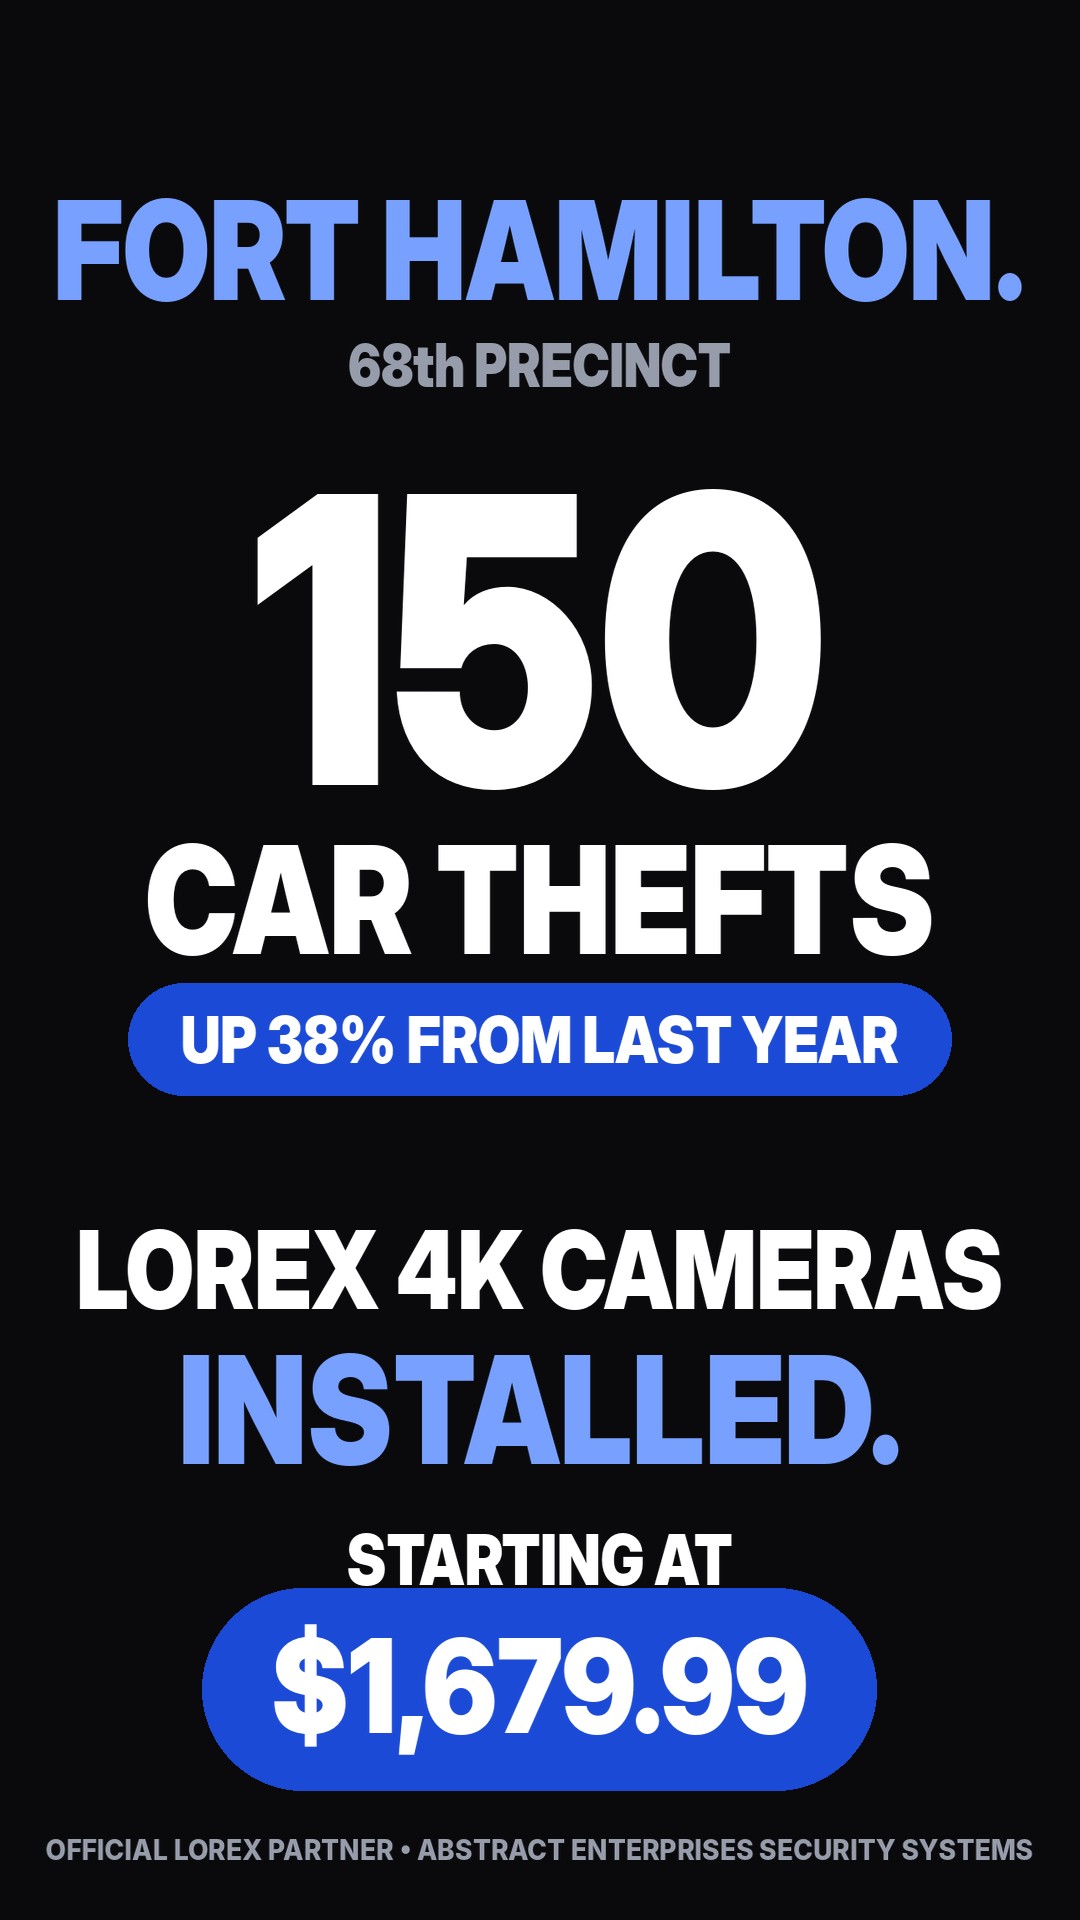 FORT HAMILTON.
68th PRECINCT
150
CAR THEFTS
UP 38% FROM LAST YEAR
LOREX 4K CAMERAS
INSTALLED.
STARTING AT
$1,679.99
OFFICIAL LOREX PARTNER • ABSTRACT ENTERPRISES SECURITY SYSTEMS